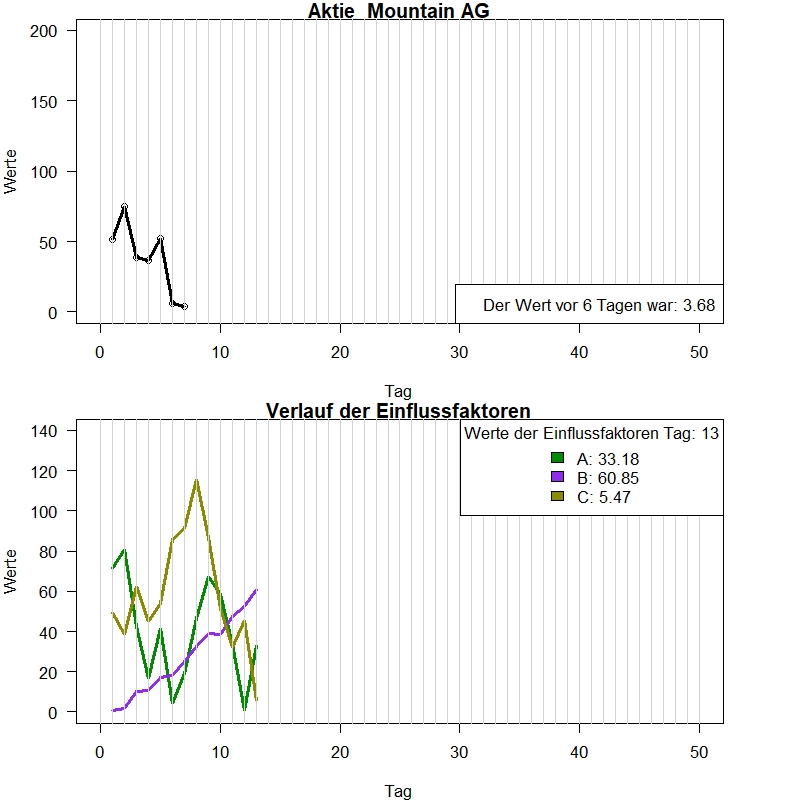 Aktie  Mountain AG
Werte
200
150
100
50
0
Der Wert vor 6 Tagen war: 3.68
0 10 20 30 40 50
Tag
Verlauf der Einflussfaktoren
Werte
140
120
100
80
60
40
20
0
Werte der Einflussfaktoren Tag: 13
A: 33.18
B: 60.85
C: 5.47
0 10 20 30 40 50
Tag